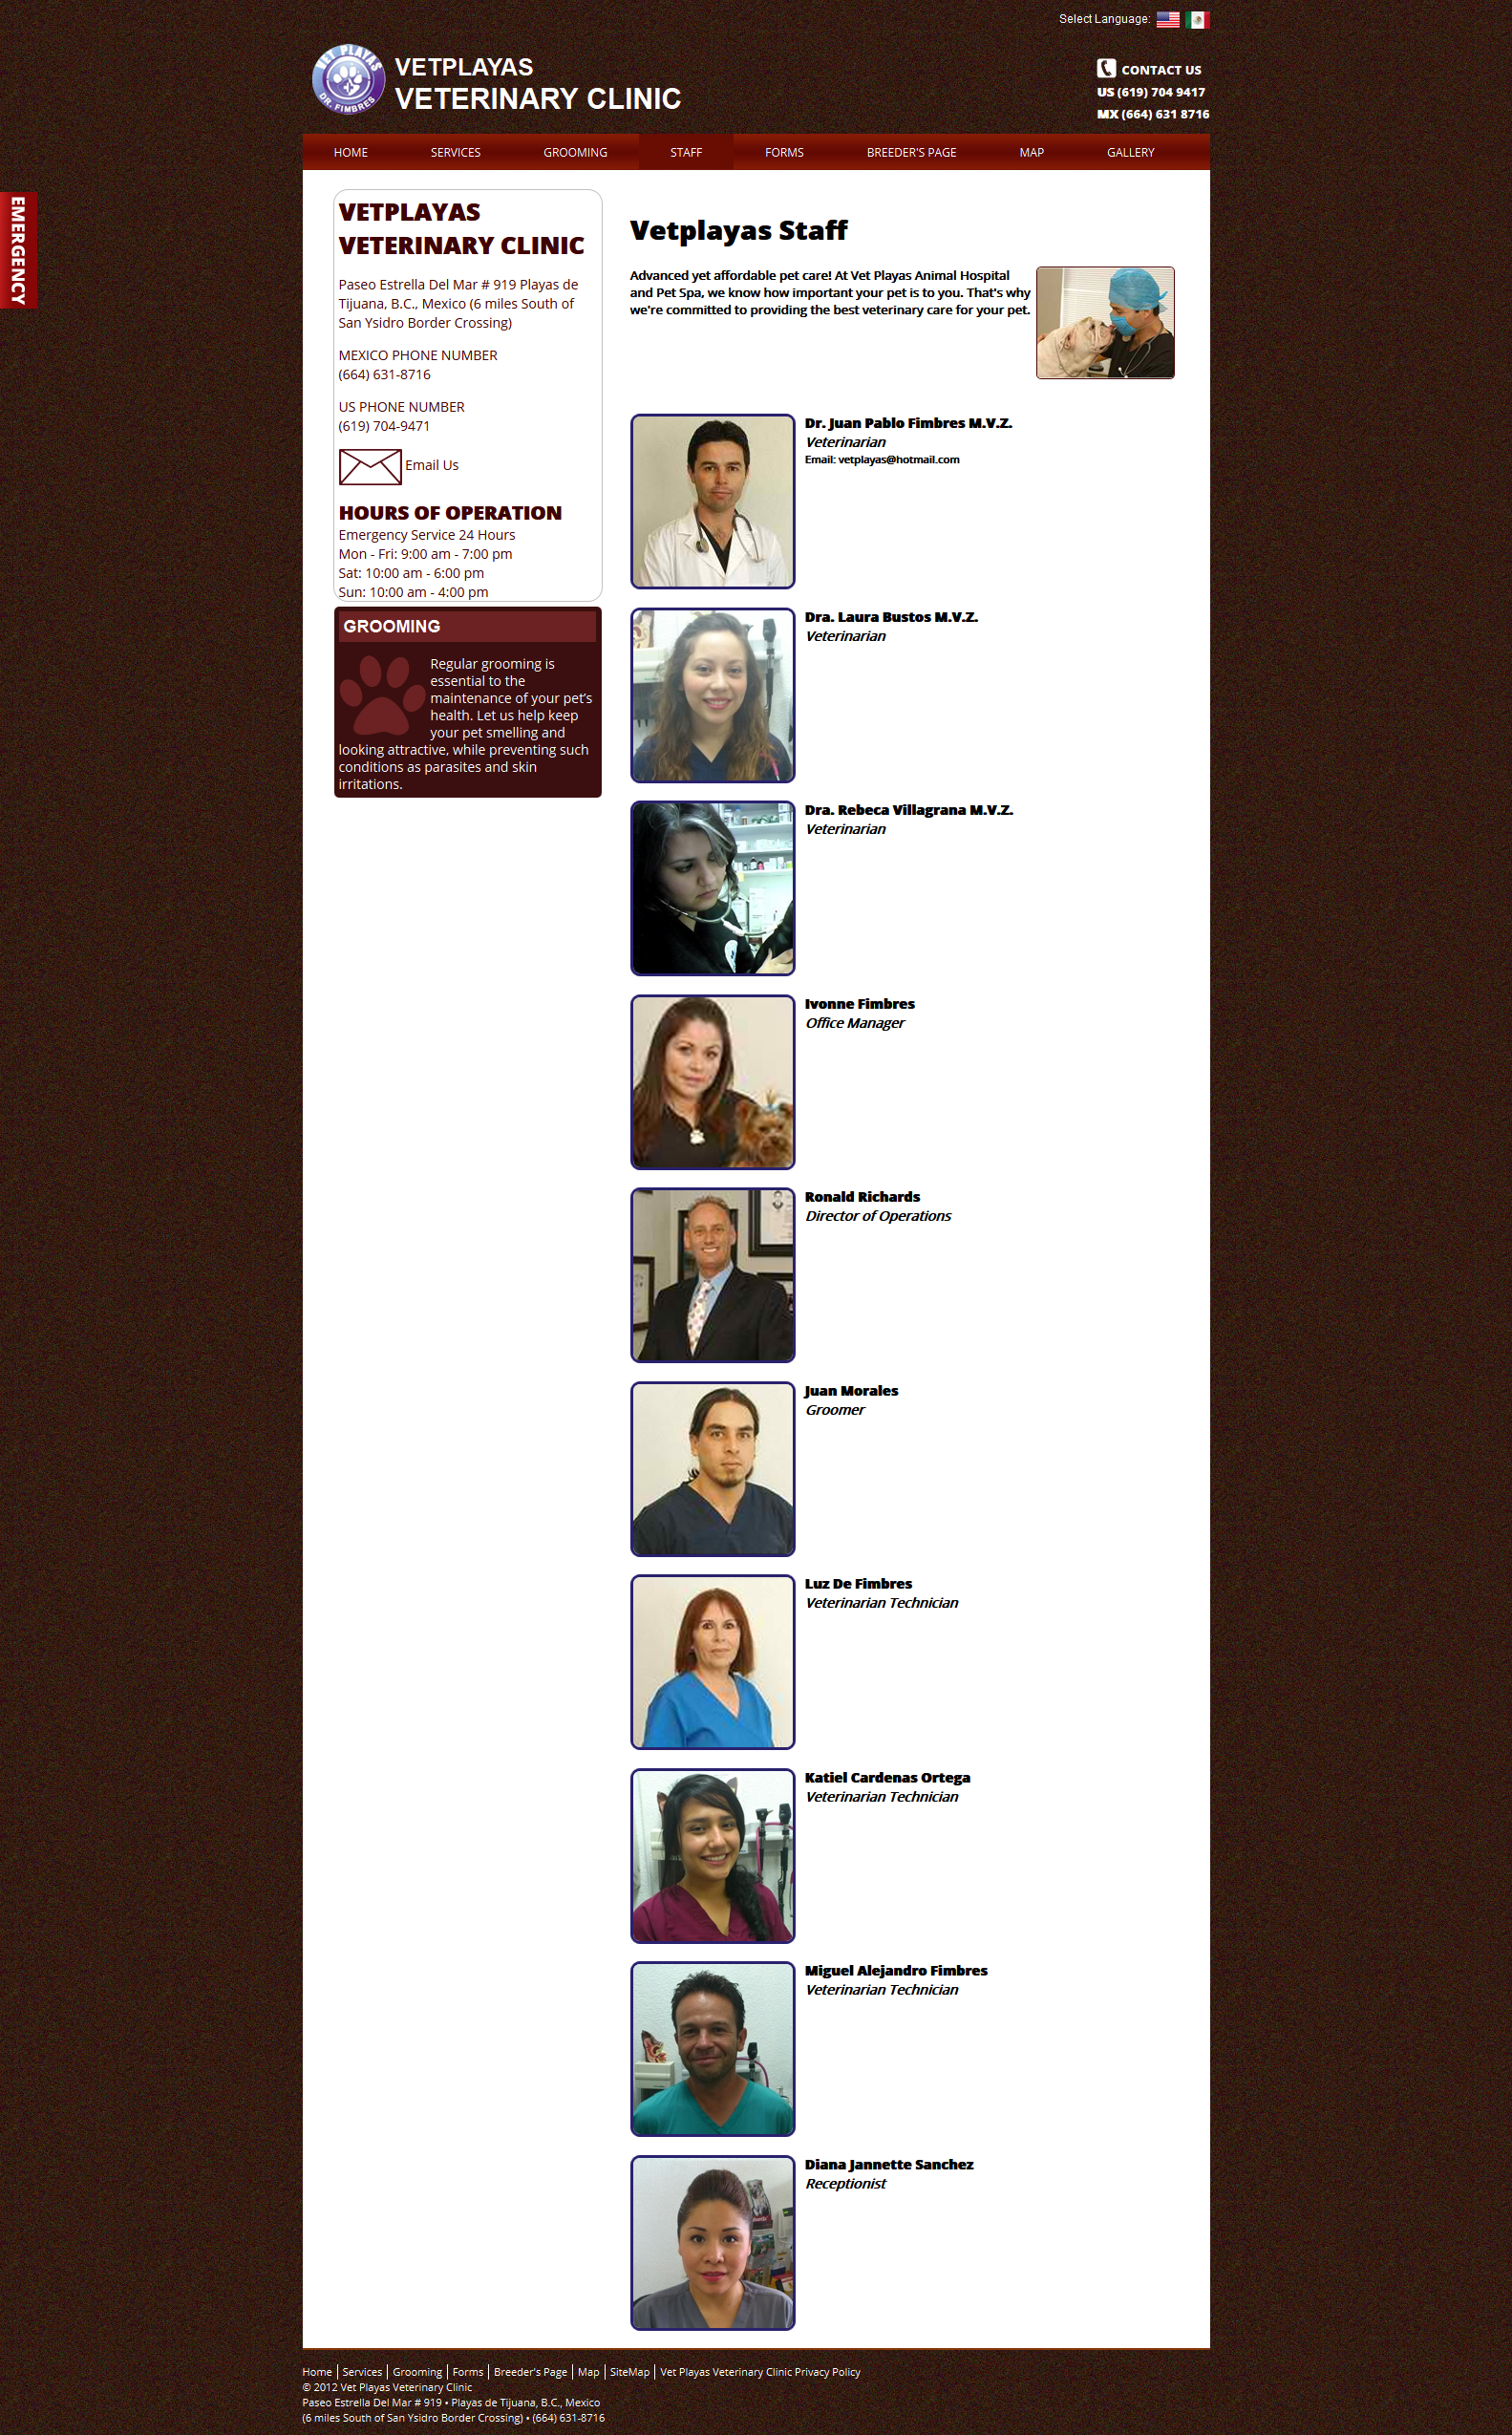 Select Language:
VET PLAYAS
DR. FIMBRES
VETPLAYAS
VETERINARY CLINIC
CONTACT US
US (619) 704 9417
MX (664) 631 8716
HOME SERVICES GROOMING STAFF FORMS BREEDER'S PAGE MAP GALLERY
EMERGENCY
VETPLAYAS
VETERINARY CLINIC
Paseo Estrella Del Mar # 919 Playas de
Tijuana, B.C., Mexico (6 miles South of
San Ysidro Border Crossing)
MEXICO PHONE NUMBER
(664) 631-8716
US PHONE NUMBER
(619) 704-9471
Email Us
HOURS OF OPERATION
Emergency Service 24 Hours
Mon - Fri: 9:00 am - 7:00 pm
Sat: 10:00 am - 6:00 pm
Sun: 10:00 am - 4:00 pm
GROOMING
Regular grooming is
essential to the
maintenance of your pet’s
health. Let us help keep
your pet smelling and
looking attractive, while preventing such
conditions as parasites and skin
irritations.
Vetplayas Staff
Advanced yet affordable pet care! At Vet Playas Animal Hospital
and Pet Spa, we know how important your pet is to you. That's why
we're committed to providing the best veterinary care for your pet.
Dr. Juan Pablo Fimbres M.V.Z.
Veterinarian
Email: vetplayas@hotmail.com
Dra. Laura Bustos M.V.Z.
Veterinarian
Dra. Rebeca Villagrana M.V.Z.
Veterinarian
Ivonne Fimbres
Office Manager
Ronald Richards
Director of Operations
Juan Morales
Groomer
Luz De Fimbres
Veterinarian Technician
Katiel Cardenas Ortega
Veterinarian Technician
Miguel Alejandro Fimbres
Veterinarian Technician
Diana Jannette Sanchez
Receptionist
Home | Services | Grooming | Forms | Breeder's Page | Map | SiteMap | Vet Playas Veterinary Clinic Privacy Policy
© 2012 Vet Playas Veterinary Clinic
Paseo Estrella Del Mar # 919 • Playas de Tijuana, B.C., Mexico
(6 miles South of San Ysidro Border Crossing) • (664) 631-8716